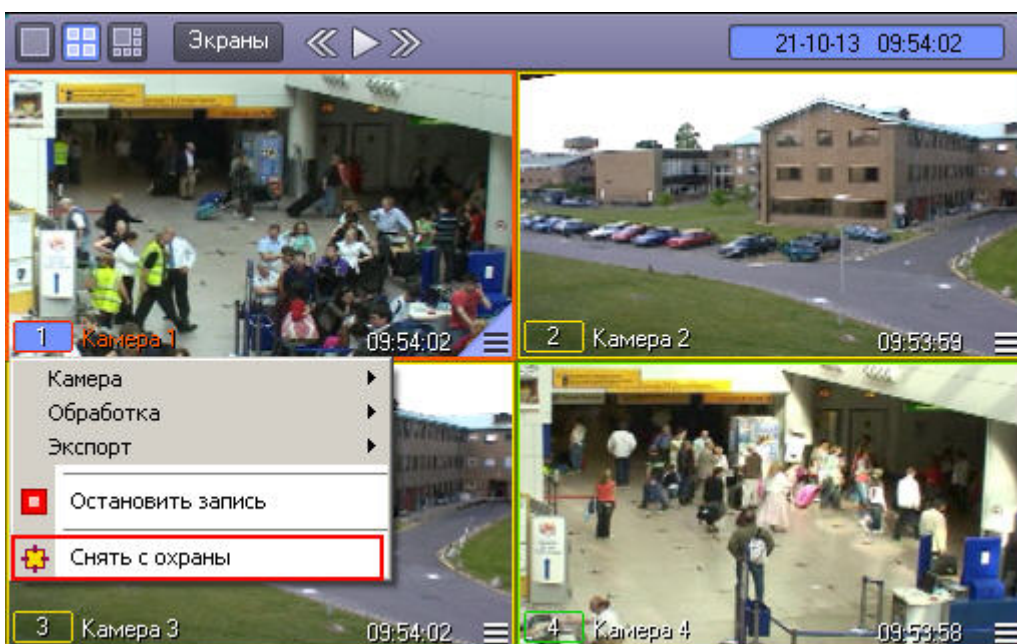 Экраны
21-10-13 09:54:02
1 Камера 1 09:54:02
2 Камера 2 09:53:59
Камера
Обработка
Экспорт
Остановить запись
Снять с охраны
3 Камера 3 09:54:02
4 Камера 4 09:53:58